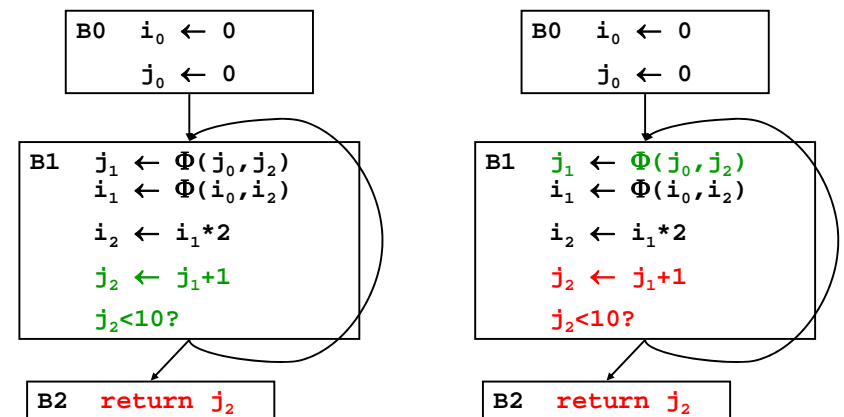 B0 i₀ ← 0
j₀ ← 0
B1 j₁ ← Φ(j₀,j₂)
i₁ ← Φ(i₀,i₂)
i₂ ← i₁*2
j₂ ← j₁+1
j₂<10?
B2 return j₂
B0 i₀ ← 0
j₀ ← 0
B1 j₁ ← Φ(j₀,j₂)
i₁ ← Φ(i₀,i₂)
i₂ ← i₁*2
j₂ ← j₁+1
j₂<10?
B2 return j₂